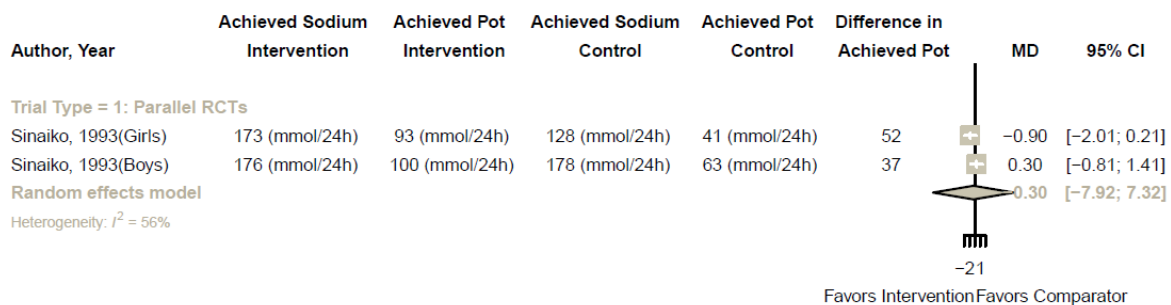 Achieved Sodium Achieved Pot Achieved Sodium Achieved Pot Difference in
Author, Year Intervention Intervention Control Control Achieved Pot MD 95% CI
Trial Type = 1: Parallel RCTs
Sinaiko, 1993(Girls) 173 (mmol/24h) 93 (mmol/24h) 128 (mmol/24h) 41 (mmol/24h) 52 −0.90 [−2.01; 0.21]
Sinaiko, 1993(Boys) 176 (mmol/24h) 100 (mmol/24h) 178 (mmol/24h) 63 (mmol/24h) 37 0.30 [−0.81; 1.41]
Random effects model 0.30 [−7.92; 7.32]
Heterogeneity: I² = 56%
−21
Favors Intervention Favors Comparator